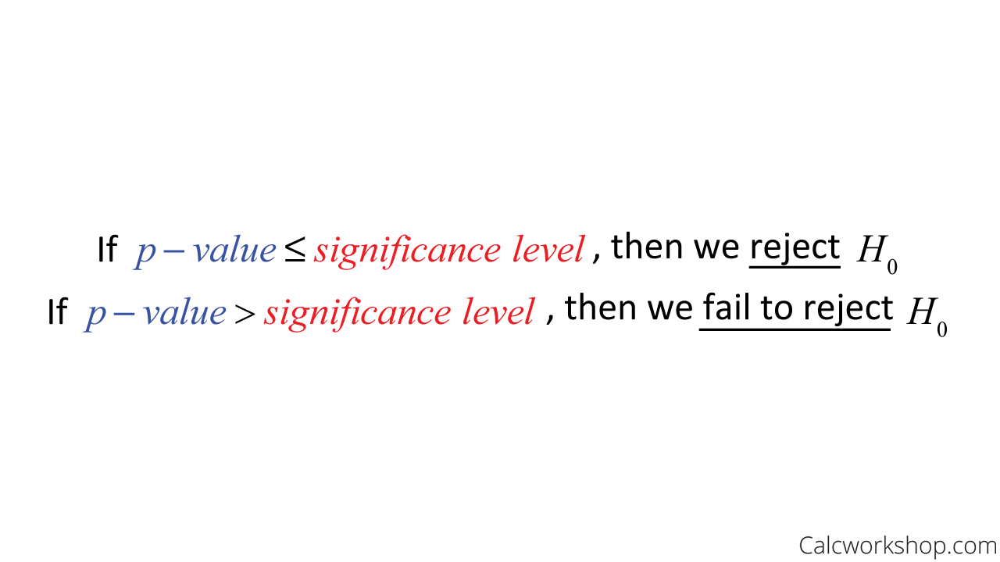 If p – value ≤ significance level , then we reject H₀
If p – value > significance level , then we fail to reject H₀
Calcworkshop.com